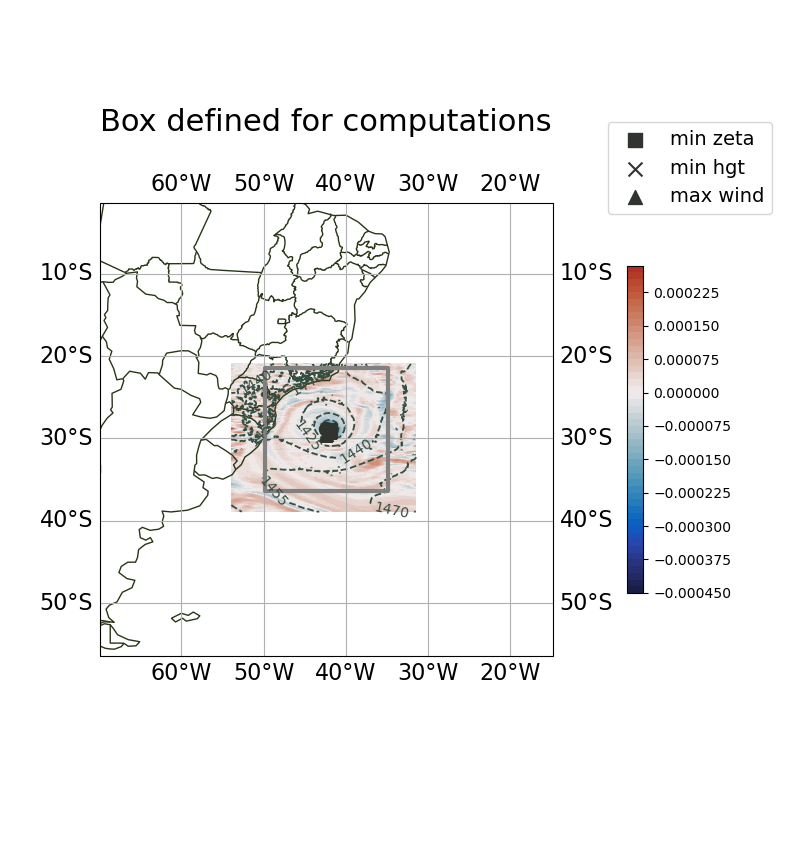 Box defined for computations
min zeta
min hgt
max wind
60°W 50°W 40°W 30°W 20°W
10°S 10°S
20°S 20°S
30°S 30°S
40°S 40°S
50°S 50°S
60°W 50°W 40°W 30°W 20°W
1440
1455
1470
0.000225
0.000150
0.000075
0.000000
−0.000075
−0.000150
−0.000225
−0.000300
−0.000375
−0.000450